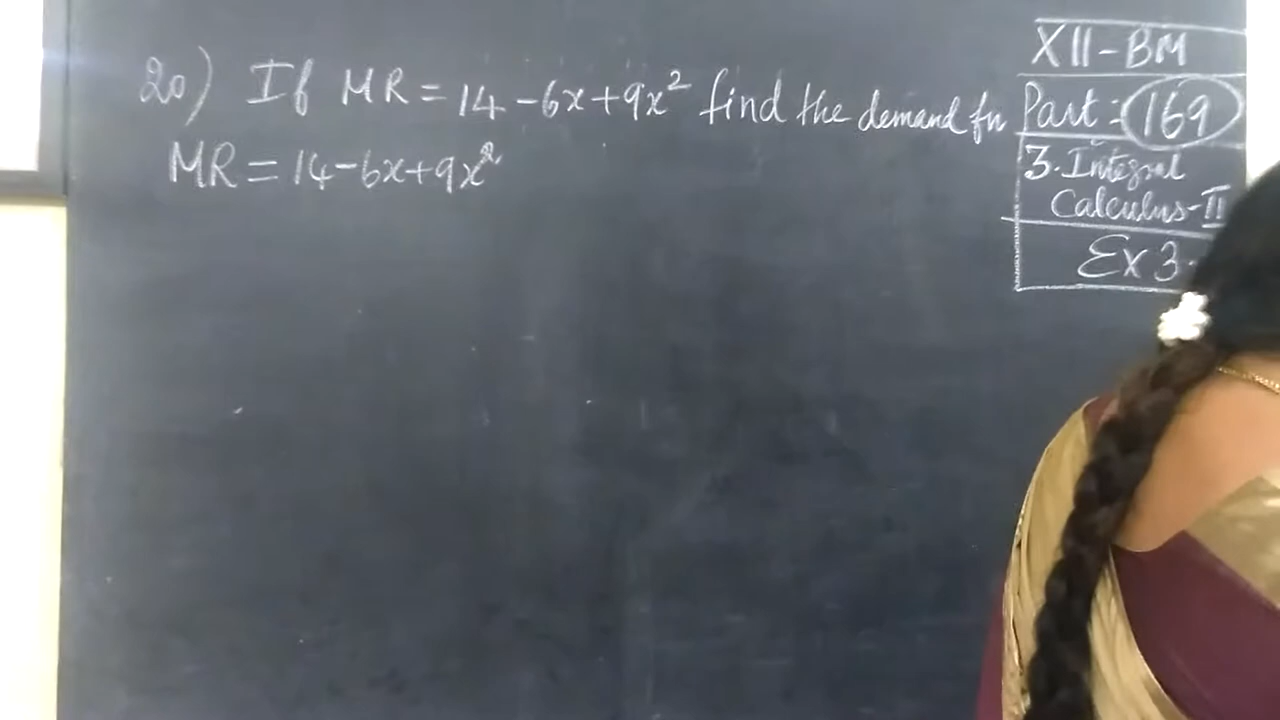 20) If MR = 14 - 6x + 9x² find the demand fn
MR = 14 - 6x + 9x²
XII - BM
Part : 169
3. Integral
Calculus - II
Ex 3.